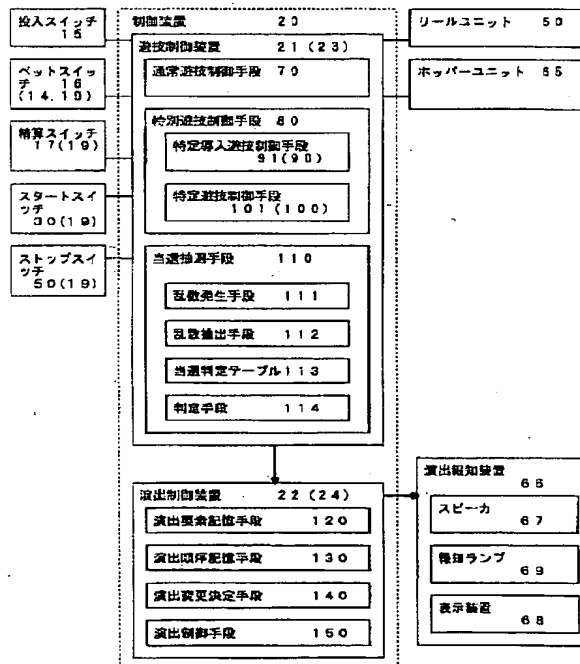 投入スイッチ
15
ベットスイッ
チ 16
(14,19)
精算スイッチ
17(19)
スタートスイ
ッチ
30(19)
ストップスイ
ッチ
50(19)
制御装置 20
遊技制御装置 21(23)
通常遊技制御手段 70
特別遊技制御手段 80
特定導入遊技制御手段
91(90)
特定遊技制御手段
101(100)
当選抽選手段 110
乱数発生手段 111
乱数抽出手段 112
当選判定テーブル113
判定手段 114
演出制御装置 22(24)
演出要素記憶手段 120
演出順序記憶手段 130
演出変更決定手段 140
演出制御手段 150
リールユニット 60
ホッパーユニット 65
演出報知装置
66
スピーカ
67
報知ランプ
69
表示装置
68